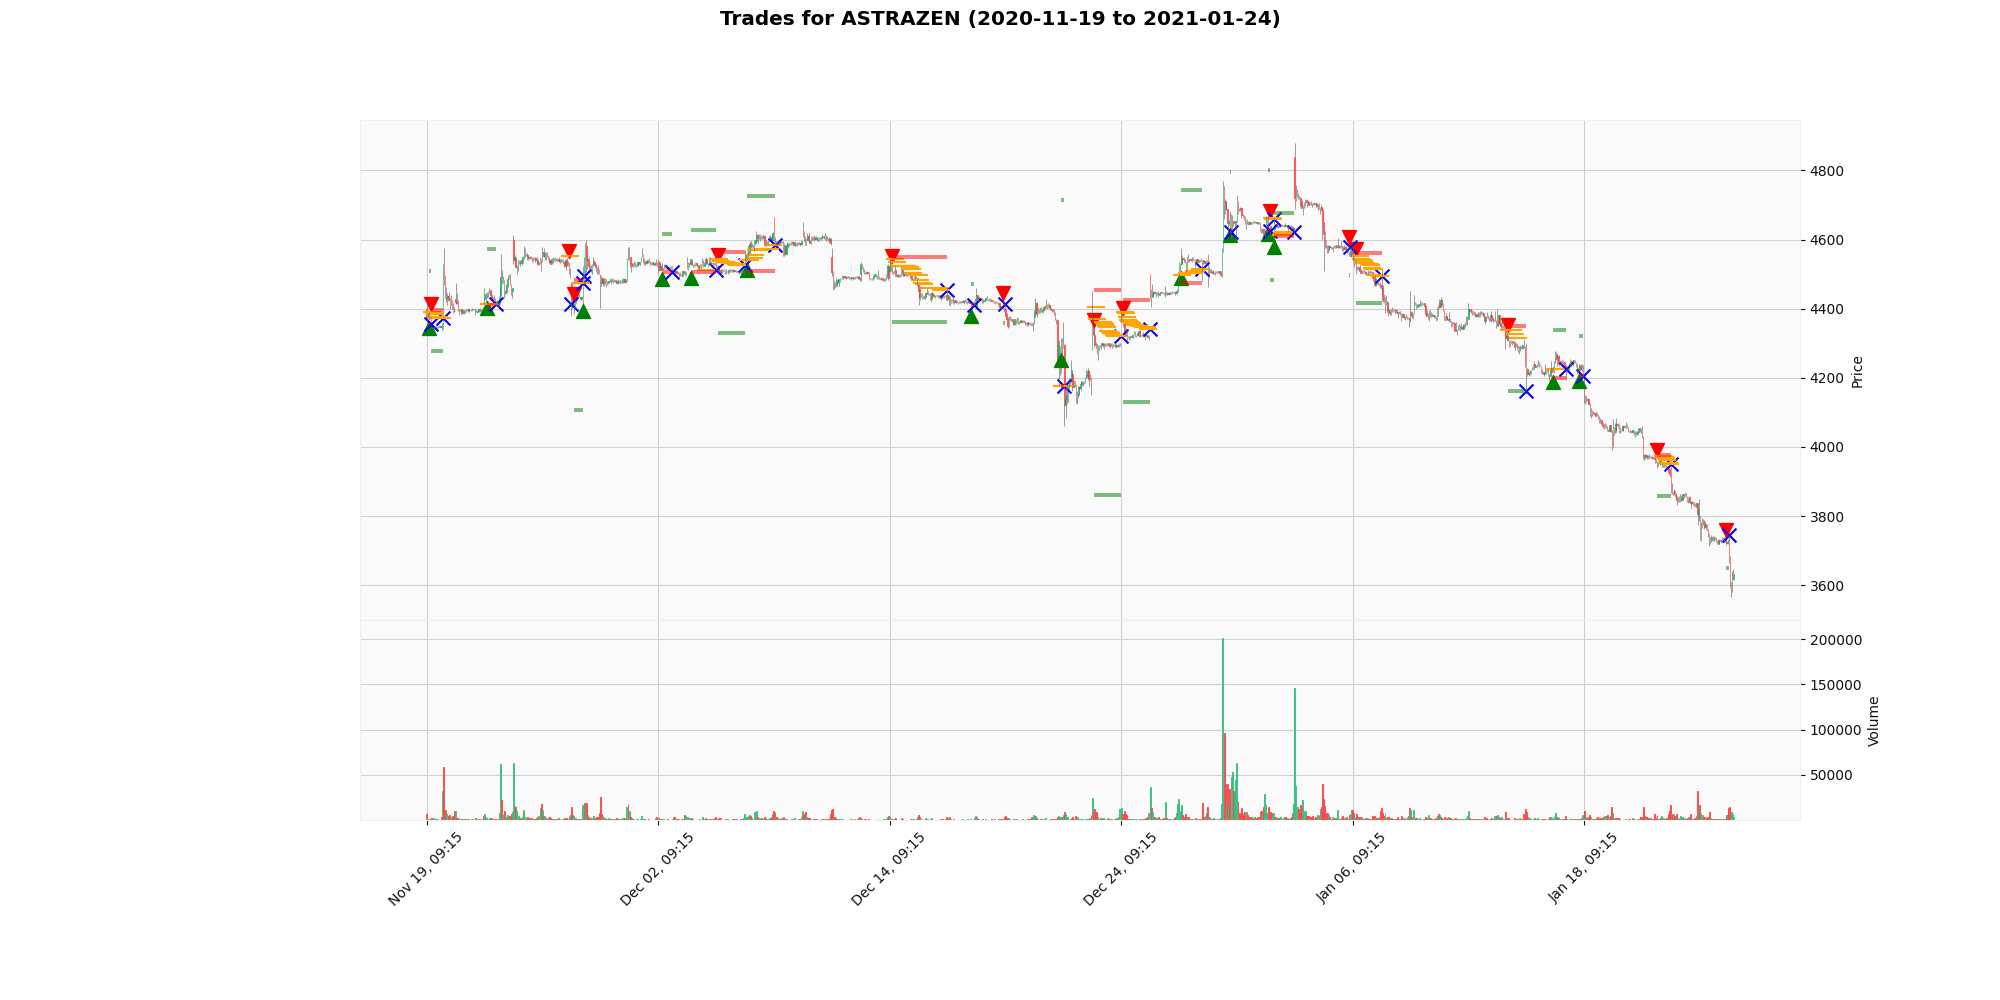 Trades for ASTRAZEN (2020-11-19 to 2021-01-24)
4800
4600
4400
4200
4000
3800
3600
Price
200000
150000
100000
50000
Volume
Nov 19, 09:15
Dec 02, 09:15
Dec 14, 09:15
Dec 24, 09:15
Jan 06, 09:15
Jan 18, 09:15